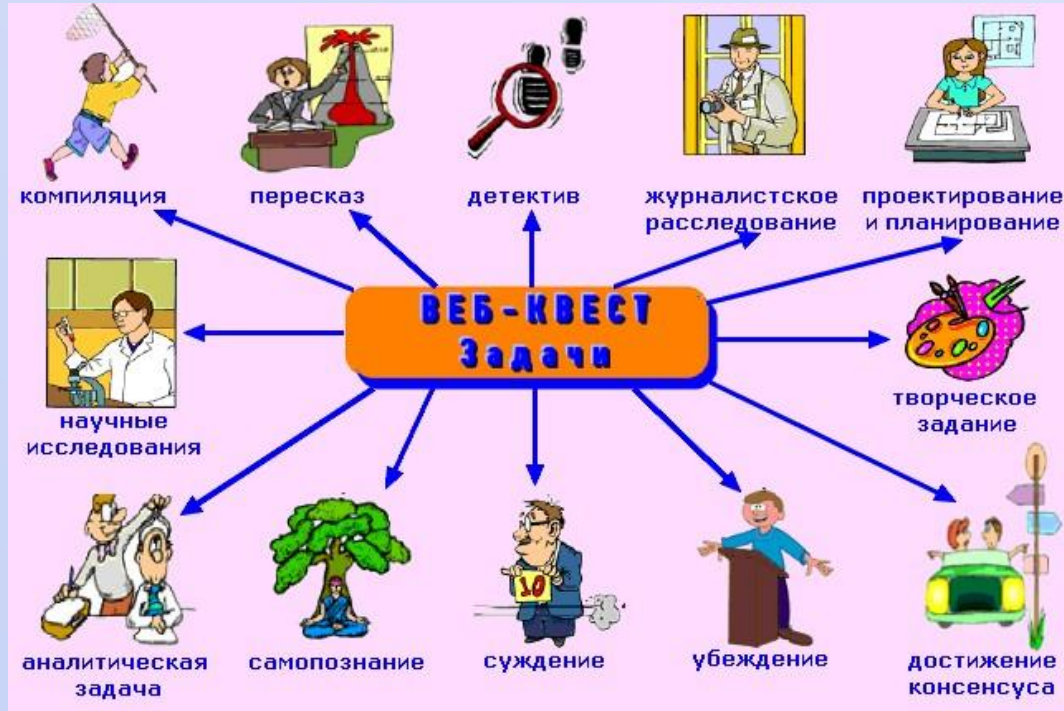 компиляция
пересказ
детектив
журналистское
расследование
проектирование
и планирование
ВЕБ-КВЕСТ
Задачи
научные
исследования
творческое
задание
10
аналитическая
задача
самопознание
суждение
убеждение
достижение
консенсуса